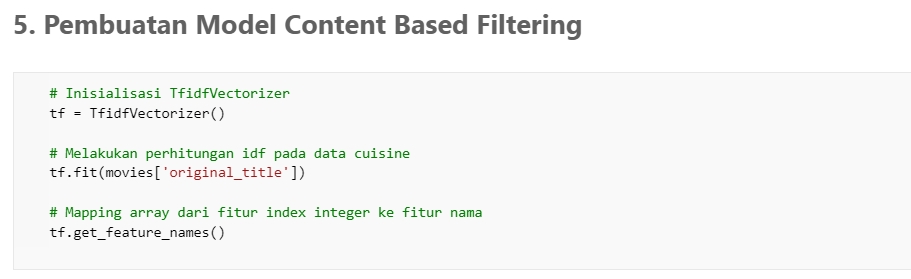 5. Pembuatan Model Content Based Filtering
# Inisialisasi TfidfVectorizer
tf = TfidfVectorizer()
# Melakukan perhitungan idf pada data cuisine
tf.fit(movies['original_title'])
# Mapping array dari fitur index integer ke fitur nama
tf.get_feature_names()